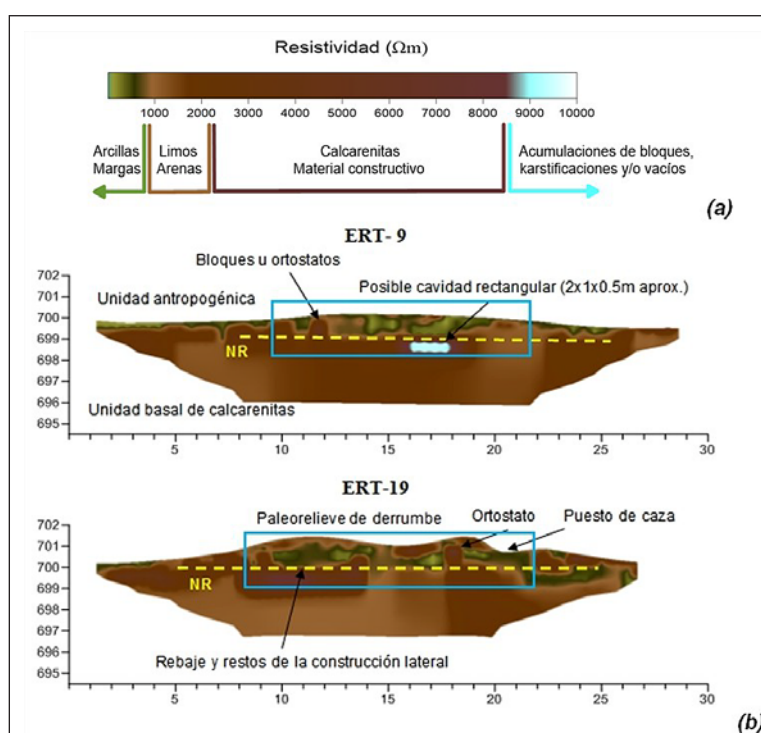 Resistividad (Ωm)
1000 2000 3000 4000 5000 6000 7000 8000 9000 10000
Arcillas
Margas
Limos
Arenas
Calcarenitas
Material constructivo
Acumulaciones de bloques,
karstificaciones y/o vacíos
(a)
ERT- 9
Bloques u ortostatos
Posible cavidad rectangular (2x1x0.5m aprox.)
Unidad antropogénica
702
701
700
699
698
696
696
695
NR
Unidad basal de calcarenitas
5 10 15 20 25 30
ERT-19
Paleorelieve de derrumbe
Ortostato
Puesto de caza
702
701
700
699
698
697
695
NR
Rebaje y restos de la construcción lateral
5 10 15 20 25 30
(b)